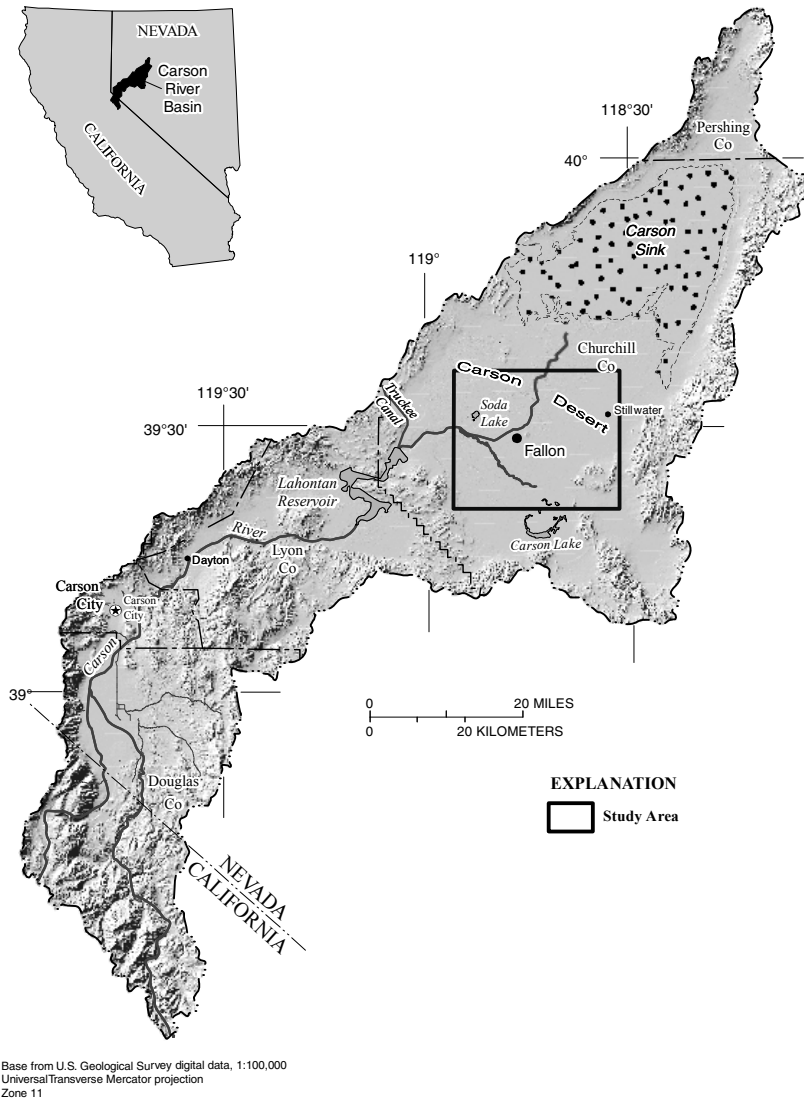 NEVADA
Carson
River
Basin
CALIFORNIA
118°30'
Pershing
Co
40°
Carson
Sink
119°
Churchill
Co
Carson
Desert
Truckee
Canal
119°30'
Soda
Lake
Stillwater
39°30'
Fallon
Lahontan
Reservoir
River
Carson Lake
Lyon
Co
Dayton
Carson
City
Carson
City
Carson
39°
0 20 MILES
0 20 KILOMETERS
Douglas
Co
EXPLANATION
Study Area
NEVADA
CALIFORNIA
Base from U.S. Geological Survey digital data, 1:100,000
UniversalTransverse Mercator projection
Zone 11